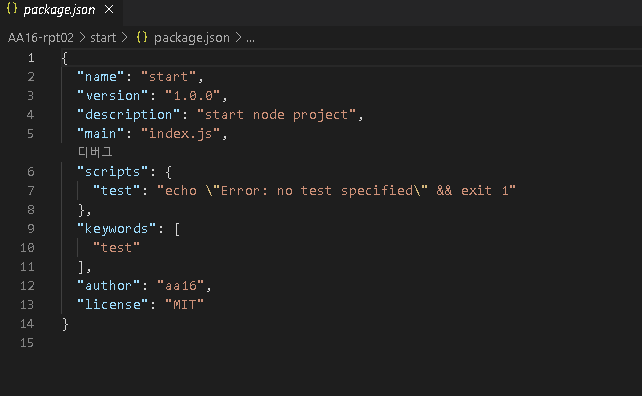 {} package.json ×
AA16-rpt02 > start > {} package.json > ...
1 {
2 "name": "start",
3 "version": "1.0.0",
4 "description": "start node project",
5 "main": "index.js",
디버그
6 "scripts": {
7 "test": "echo \"Error: no test specified\" && exit 1"
8 },
9 "keywords": [
10 "test"
11 ],
12 "author": "aa16",
13 "license": "MIT"
14 }
15